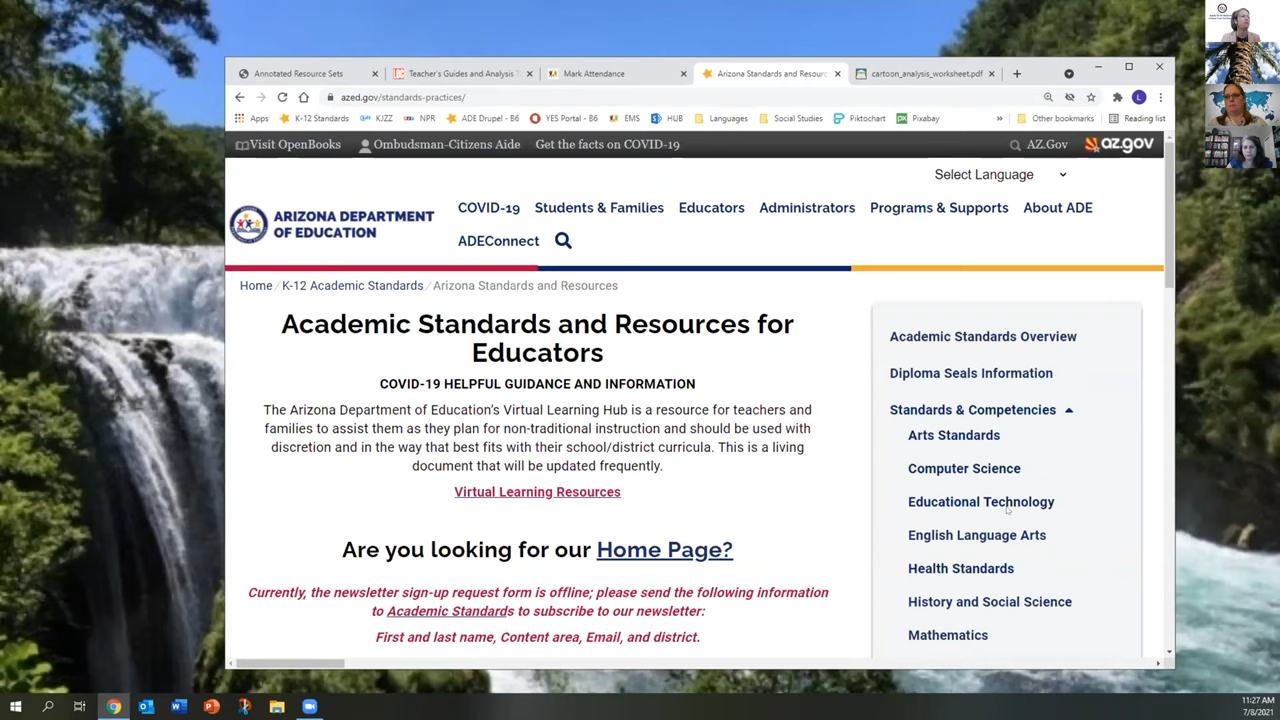 Annotated Resource Sets
Teacher's Guides and Analysis T
Mark Attendance
Arizona Standards and Resourc
cartoon_analysis_worksheet.pdf
azed.gov/standards-practices/
L
Apps
K-12 Standards
KJZZ
NPR
ADE Drupel - B6
YES Portal - B6
EMS
HUB
Languages
Social Studies
Piktochart
Pixabay
»
Other bookmarks
Reading list
Visit OpenBooks
Ombudsman-Citizens Aide
Get the facts on COVID-19
AZ.Gov
az.gov
Select Language
ARIZONA DEPARTMENT
OF EDUCATION
COVID-19 Students & Families Educators Administrators Programs & Supports About ADE
ADEConnect
Home / K-12 Academic Standards / Arizona Standards and Resources
Academic Standards and Resources for
Educators
COVID-19 HELPFUL GUIDANCE AND INFORMATION
The Arizona Department of Education's Virtual Learning Hub is a resource for teachers and
families to assist them as they plan for non-traditional instruction and should be used with
discretion and in the way that best fits with their school/district curricula. This is a living
document that will be updated frequently.
Virtual Learning Resources
Are you looking for our Home Page?
Currently, the newsletter sign-up request form is offline; please send the following information
to Academic Standards to subscribe to our newsletter:
First and last name, Content area, Email, and district.
Academic Standards Overview
Diploma Seals Information
Standards & Competencies
Arts Standards
Computer Science
Educational Technology
English Language Arts
Health Standards
History and Social Science
Mathematics
11:27 AM
7/8/2021